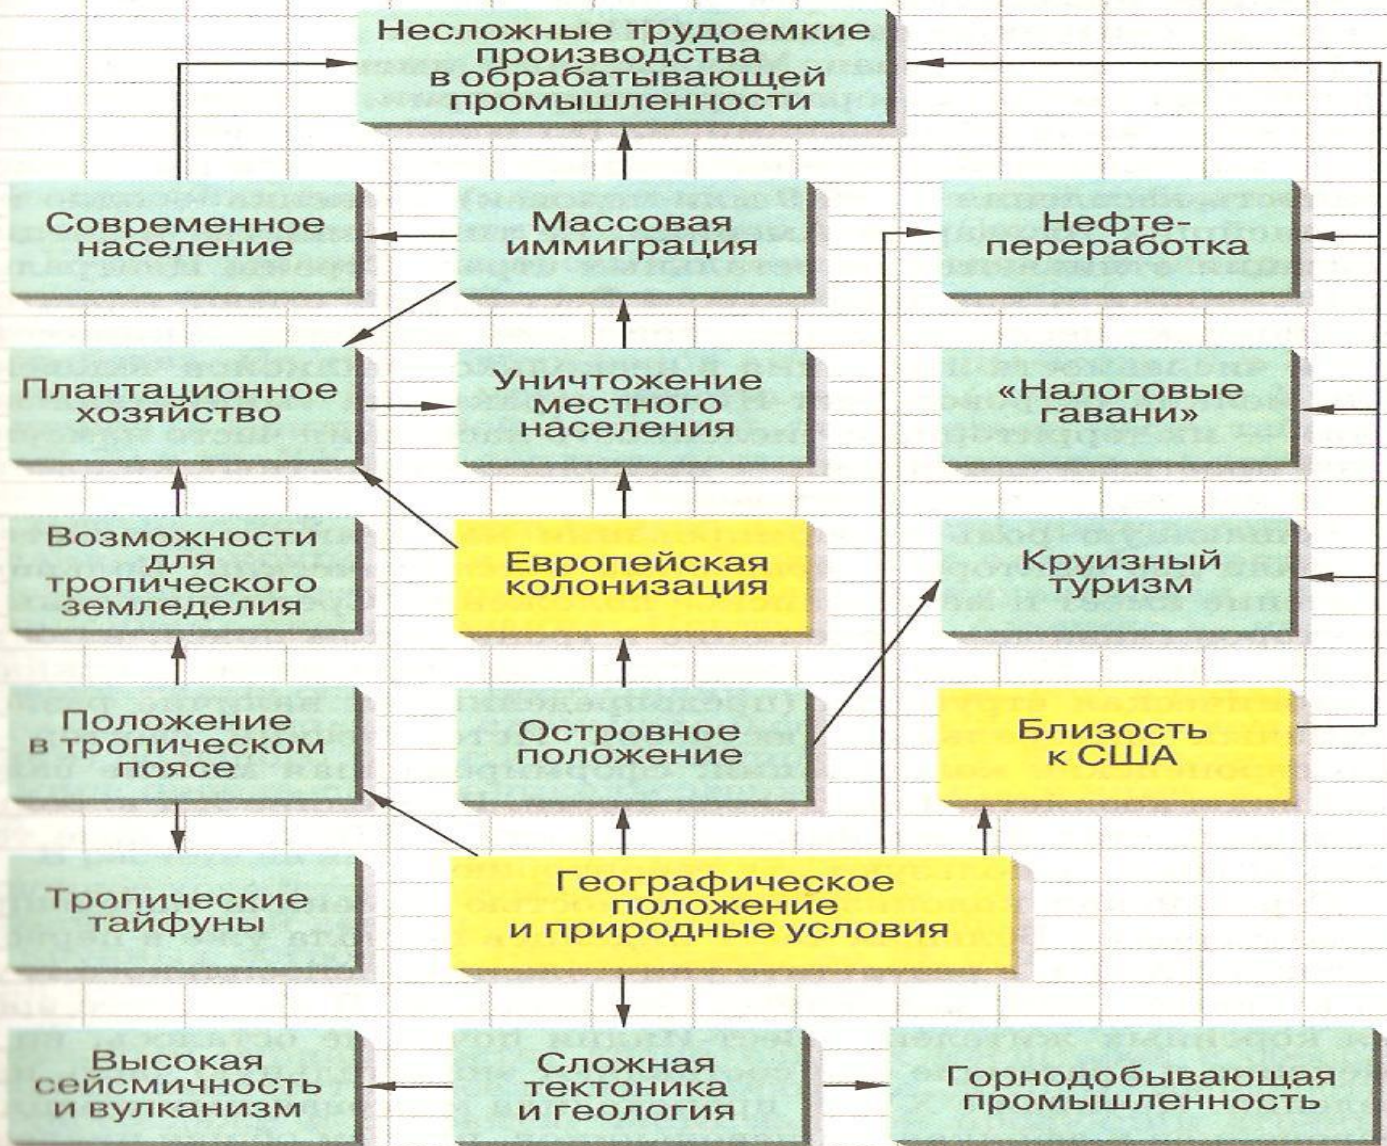 Несложные трудоемкие
производства
в обрабатывающей
промышленности
Современное
население
Массовая
иммиграция
Нефте-
переработка
Плантационное
хозяйство
Уничтожение
местного
населения
«Налоговые
гавани»
Возможности
для
тропического
земледелия
Европейская
колонизация
Круизный
туризм
Положение
в тропическом
поясе
Островное
положение
Близость
к США
Тропические
тайфуны
Географическое
положение
и природные условия
Высокая
сейсмичность
и вулканизм
Сложная
тектоника
и геология
Горнодобывающая
промышленность